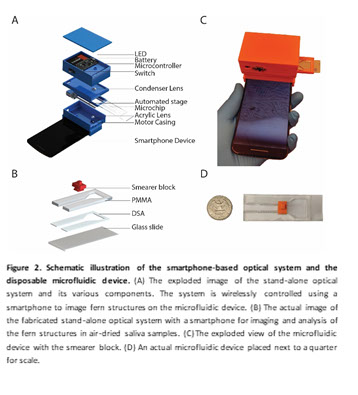 A
C
LED
Battery
Microcontroller
Switch
Condenser Lens
Automated stage
Microchip
Acrylic Lens
Motor Casing
Smartphone Device
B
D
Smearer block
PMMA
DSA
Glass slide
Figure 2. Schematic illustration of the smartphone-based optical system and the
disposable microfluidic device. (A) The exploded image of the stand-alone optical
system and its various components. The system is wirelessly controlled using a
smartphone to image fern structures on the microfluidic device. (B) The actual image of
the fabricated stand-alone optical system with a smartphone for imaging and analysis of
the fern structures in air-dried saliva samples. (C) The exploded view of the microfluidic
device with the smearer block. (D) An actual microfluidic device placed next to a quarter
for scale.